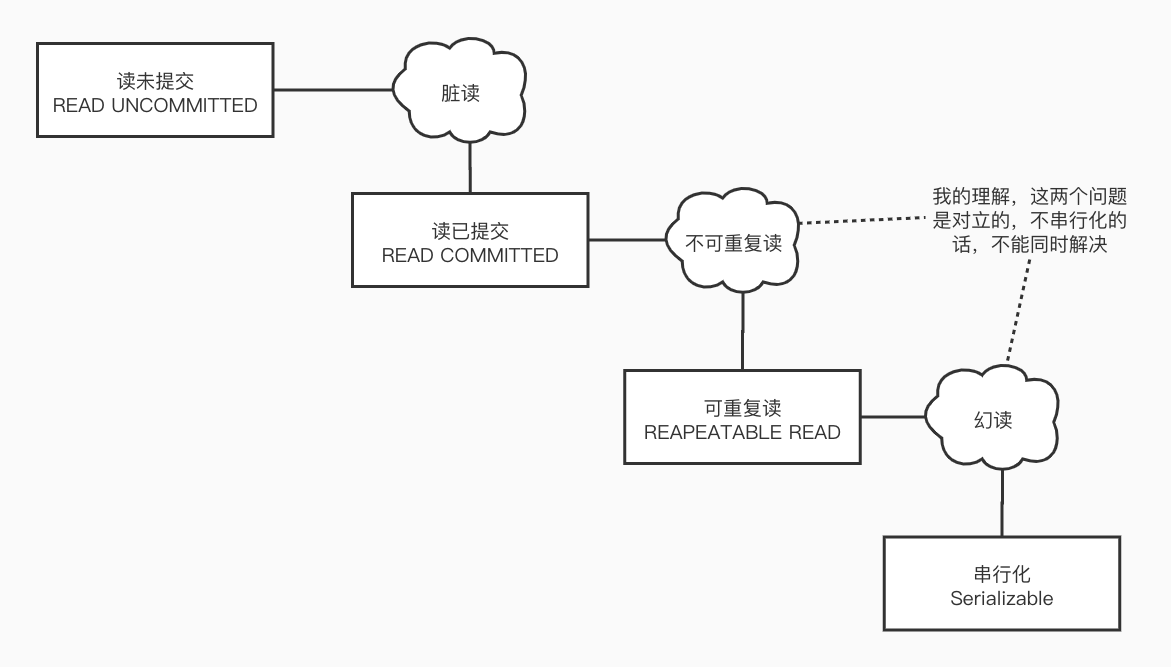 读未提交
READ UNCOMMITTED
脏读
读已提交
READ COMMITTED
不可重复读
我的理解，这两个问题
是对立的，不串行化的
话，不能同时解决
可重复读
REAPEATABLE READ
幻读
串行化
Serializable